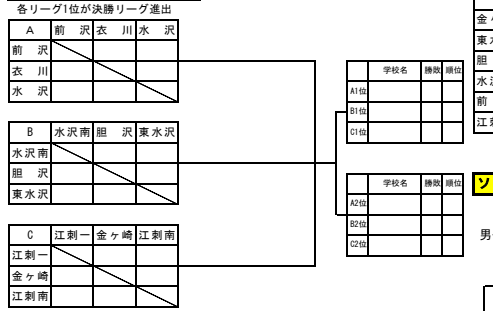 各リーグ1位が決勝リーグ進出
A 前 沢 衣 川 水 沢
前 沢
衣 川
水 沢
B 水沢南 胆 沢 東水沢
水沢南
胆 沢
東水沢
C 江刺一 金ヶ崎 江刺南
江刺一
金ヶ崎
江刺南
学校名 勝敗 順位
A1位
B1位
C1位
学校名 勝敗 順位
A2位
B2位
C2位
金
東
胆
水
前
江
ソ
男